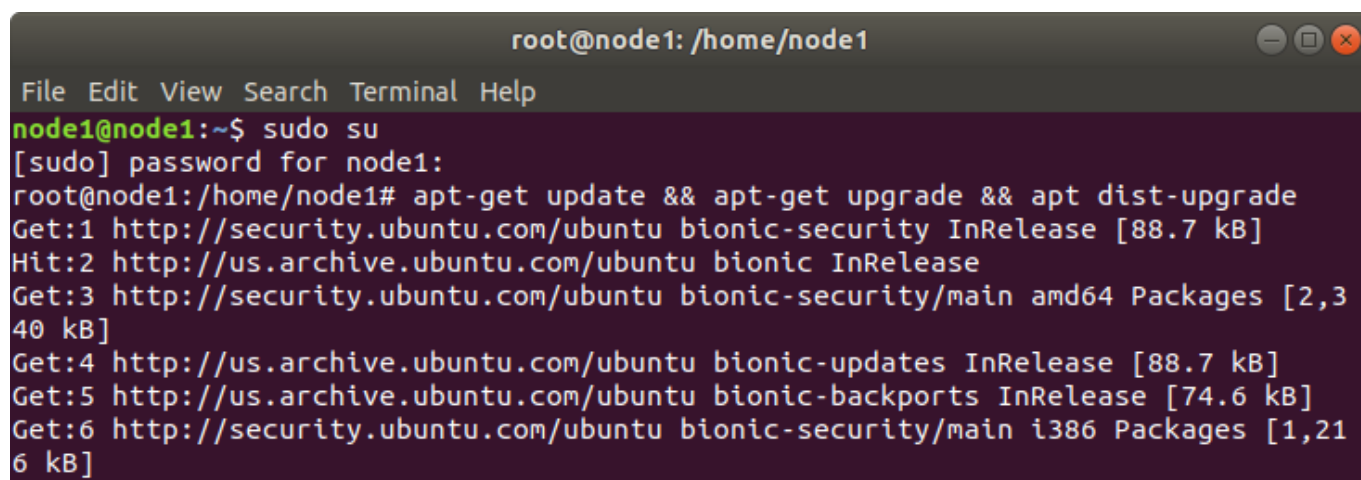 root@node1: /home/node1
File Edit View Search Terminal Help
node1@node1:~$ sudo su
[sudo] password for node1:
root@node1:/home/node1# apt-get update && apt-get upgrade && apt dist-upgrade
Get:1 http://security.ubuntu.com/ubuntu bionic-security InRelease [88.7 kB]
Hit:2 http://us.archive.ubuntu.com/ubuntu bionic InRelease
Get:3 http://security.ubuntu.com/ubuntu bionic-security/main amd64 Packages [2,3
40 kB]
Get:4 http://us.archive.ubuntu.com/ubuntu bionic-updates InRelease [88.7 kB]
Get:5 http://us.archive.ubuntu.com/ubuntu bionic-backports InRelease [74.6 kB]
Get:6 http://security.ubuntu.com/ubuntu bionic-security/main i386 Packages [1,21
6 kB]